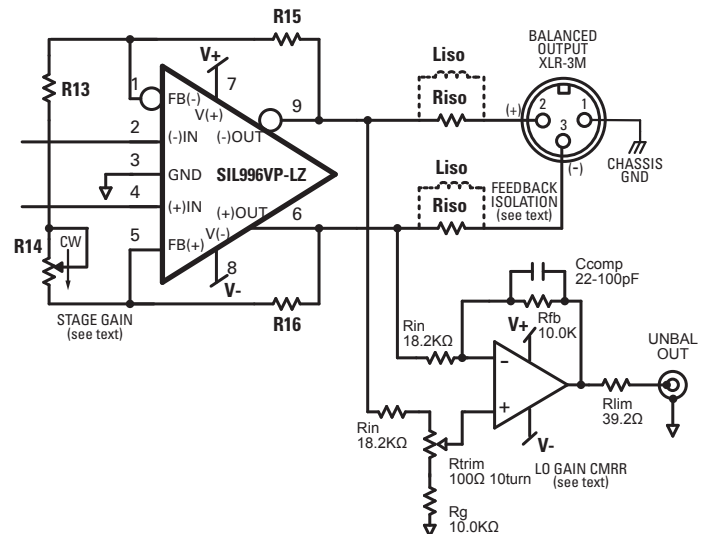 R15
R13
V+
7
1
FB(-)
V(+)
9
2
(-)IN
(-)OUT
3
GND
SIL996VP-LZ
4
(+)IN
(+)OUT
6
5
FB(+)
V(-)
8
V-
R14
CW
STAGE GAIN
(see text)
R16
Liso
Riso
(+)
BALANCED
OUTPUT
XLR-3M
2
1
3
(-)
CHASSIS
GND
Liso
Riso
FEEDBACK
ISOLATION
(see text)
Ccomp
22-100pF
Rin
18.2KΩ
V+
Rfb
10.0K
-
+
UNBAL
OUT
Rlim
39.2Ω
Rin
18.2KΩ
V-
Rtrim
100Ω 10turn
LO GAIN CMRR
(see text)
Rg
10.0KΩ